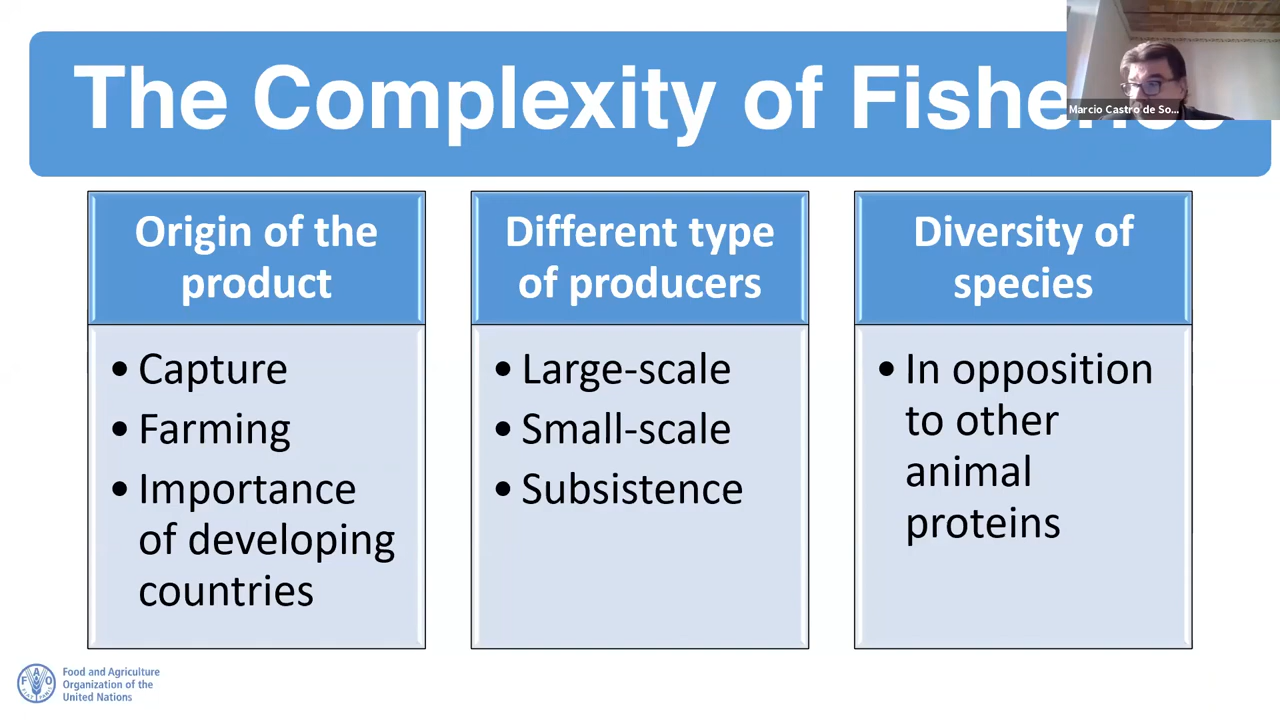 The Complexity of Fisheries
Marcio Castro de So...
Origin of the
product
• Capture
• Farming
• Importance
of developing
countries
Different type
of producers
• Large-scale
• Small-scale
• Subsistence
Diversity of
species
• In opposition
to other
animal
proteins
Food and Agriculture
Organization of the
United Nations